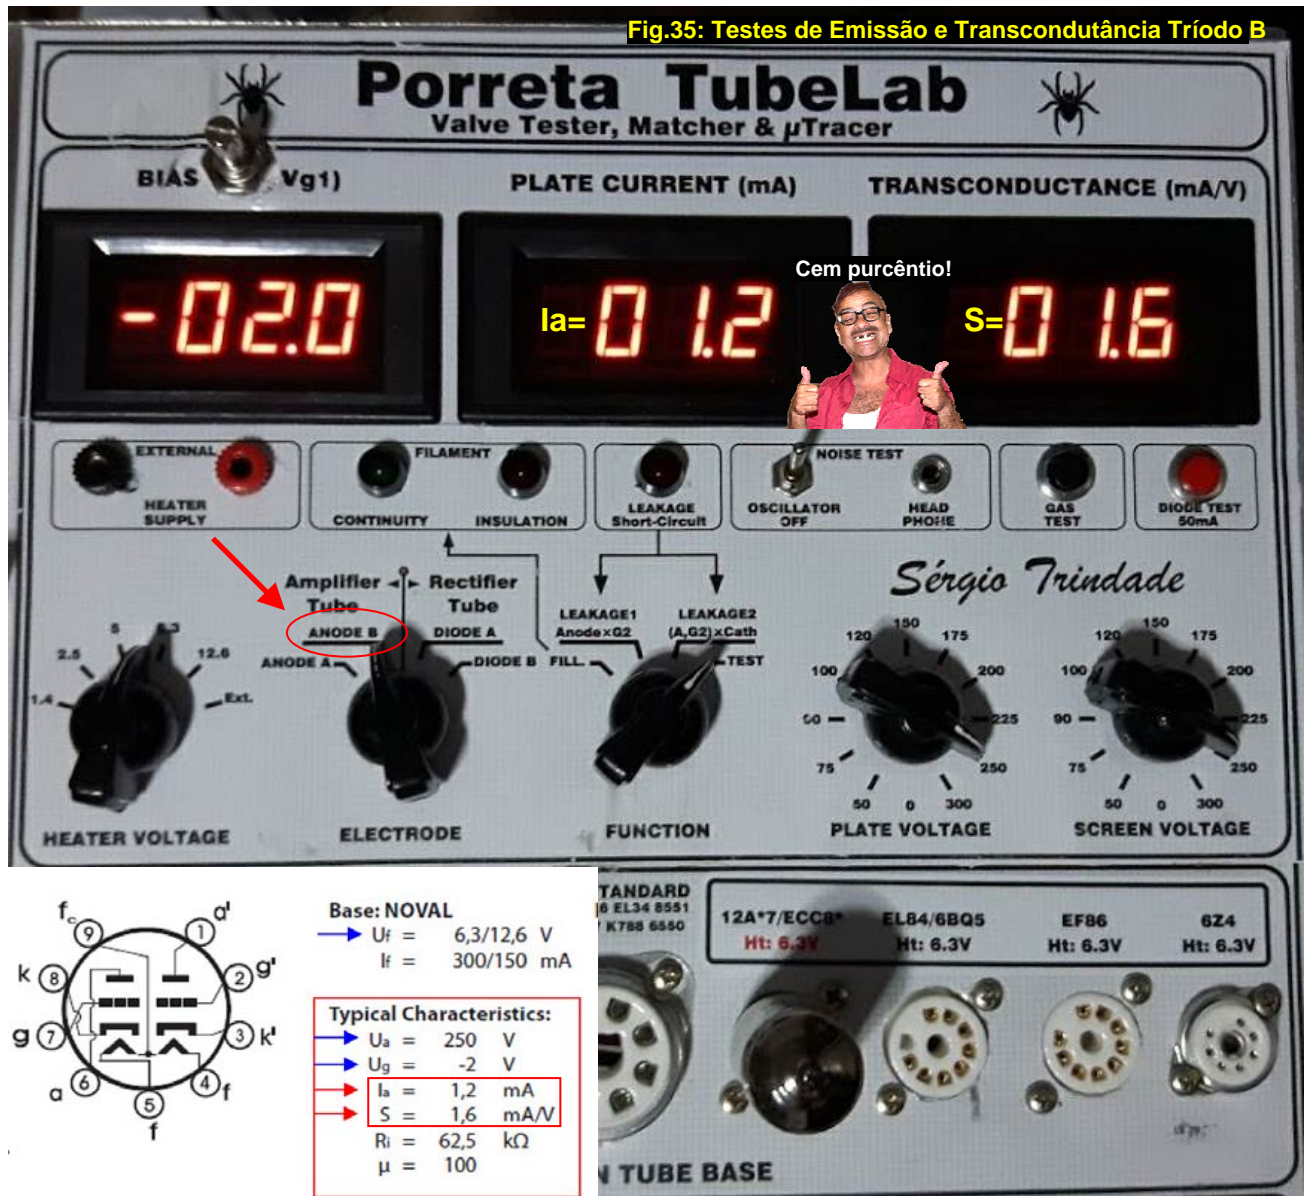 Fig.35: Testes de Emissão e Transcondutância Tríodo B
Porreta TubeLab
Valve Tester, Matcher & µTracer
BIAS Vg1)
PLATE CURRENT (mA)
TRANSCONDUCTANCE (mA/V)
-02.0
Ia= 01.2
Cem purcêntio!
S= 01.6
EXTERNAL
HEATER
SUPPLY
FILAMENT
CONTINUITY INSULATION
LEAKAGE
Short-Circuit
NOISE TEST
OSCILLATOR
OFF
HEAD
PHONE
GAS
TEST
DIODE TEST
50mA
Sérgio Trindade
Amplifier Rectifier
Tube Tube
ANODE B DIODE A
ANODE A DIODE B
LEAKAGE1
Anode×G2
LEAKAGE2
(A,G2)×Cath
FILL. TEST
1.4 2.5 5 6.3 12.6 Ext.
50 75 90 100 120 150 175 200 225 250 300 0
50 75 90 100 120 150 175 200 225 250 300 0
HEATER VOLTAGE
ELECTRODE
FUNCTION
PLATE VOLTAGE
SCREEN VOLTAGE
fc 9
1 a'
k 8
2 g'
g 7
3 k'
a 6
4 f
5
f
Base: NOVAL
Uf = 6,3/12,6 V
If = 300/150 mA
Typical Characteristics:
Ua = 250 V
Ug = -2 V
Ia = 1,2 mA
S = 1,6 mA/V
Ri = 62,5 kΩ
µ = 100
TANDARD
6 EL34 8551
K788 6550
12A*7/ECC8*
Ht: 6.3V
EL84/6BQ5
Ht: 6.3V
EF86
Ht: 6.3V
6Z4
Ht: 6.3V
N TUBE BASE